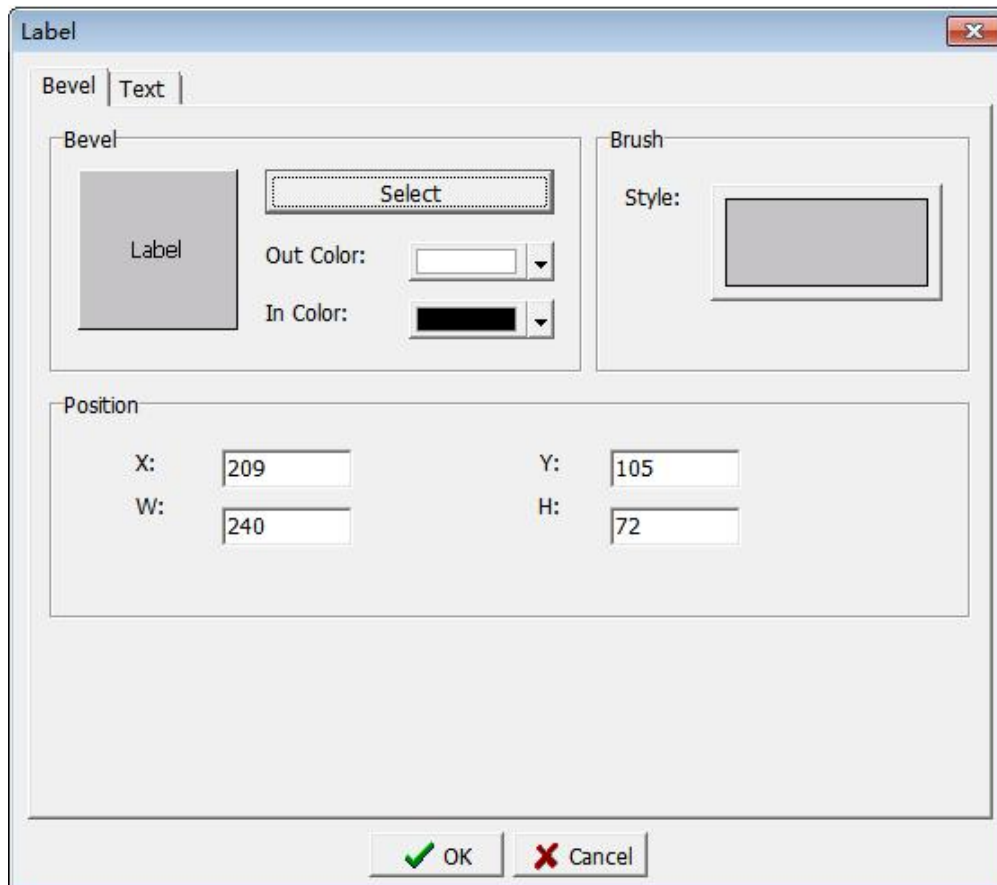 Label
Bevel Text
Bevel
Brush
Select
Style:
Label
Out Color:
In Color:
Position
X: 209 Y: 105
W: 240 H: 72
OK Cancel